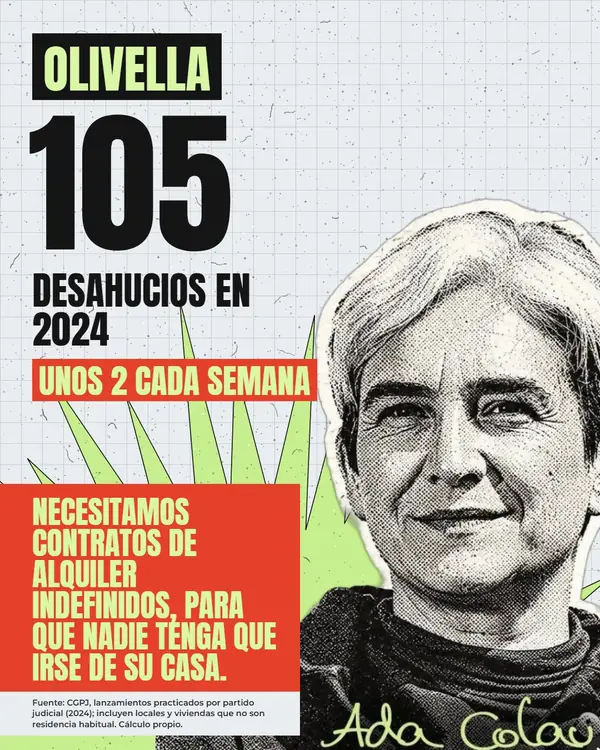 OLIVELLA
105
DESAHUCIOS EN
2024
UNOS 2 CADA SEMANA
NECESITAMOS
CONTRATOS DE
ALQUILER
INDEFINIDOS, PARA
QUE NADIE TENGA QUE
IRSE DE SU CASA.
Fuente: CGPJ, lanzamientos practicados por partido
judicial (2024); incluyen locales y viviendas que no son
residencia habitual. Cálculo propio.
Ada Colau